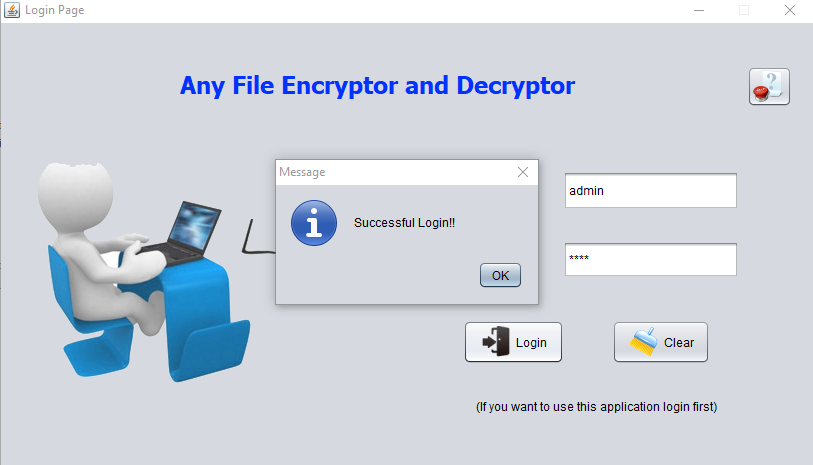 Login Page
Any File Encryptor and Decryptor
Message
Successful Login!!
OK
admin
****
Login
Clear
(If you want to use this application login first)